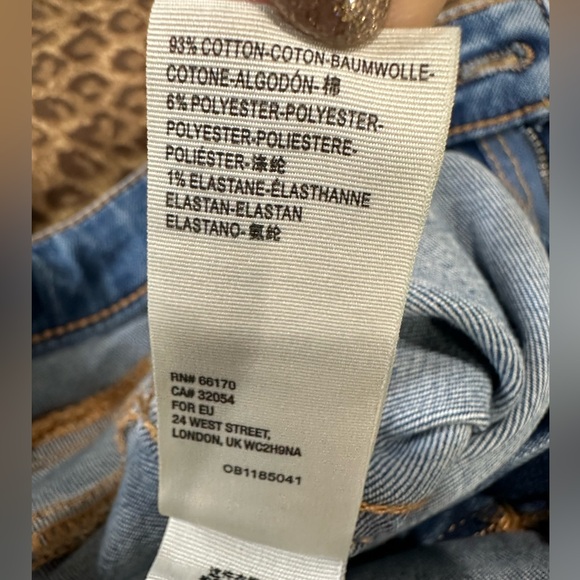 93% COTTON-COTON-BAUMWOLLE-
COTONE-ALGODÓN-棉
6% POLYESTER-POLYESTER-
POLYESTER-POLIESTERE-
POLIÉSTER-涤纶
1% ELASTANE-ÉLASTHANNE
ELASTAN-ELASTAN
ELASTANO-氨纶
RN# 66170
CA# 32054
FOR EU
24 WEST STREET,
LONDON, UK WC2H9NA
OB1185041